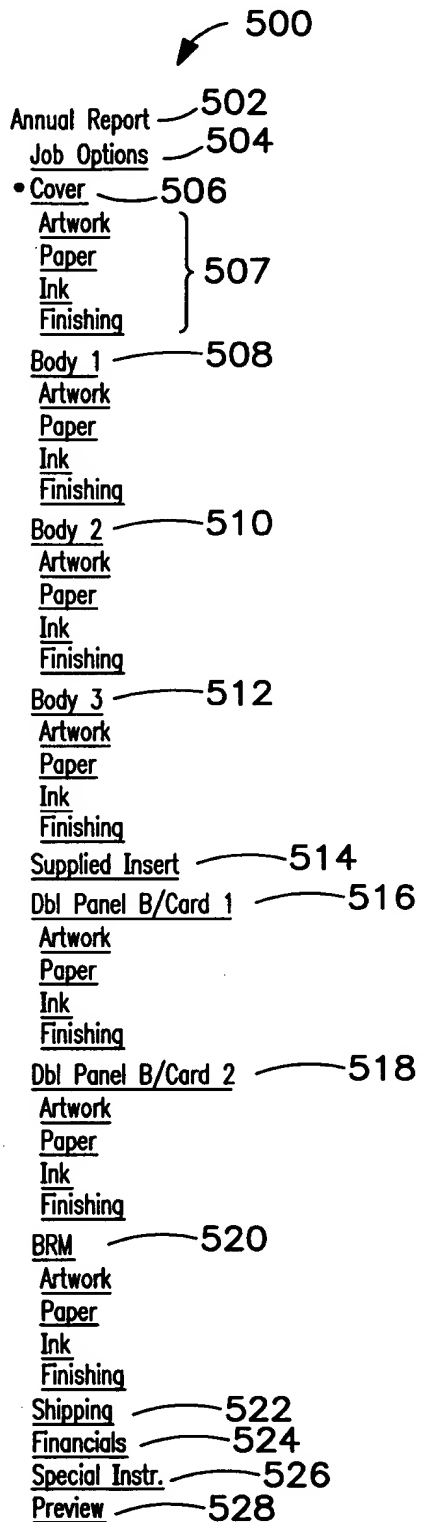 500
Annual Report 502
Job Options 504
• Cover 506
Artwork
Paper 507
Ink
Finishing
Body 1 508
Artwork
Paper
Ink
Finishing
Body 2 510
Artwork
Paper
Ink
Finishing
Body 3 512
Artwork
Paper
Ink
Finishing
Supplied Insert 514
Dbl Panel B/Card 1 516
Artwork
Paper
Ink
Finishing
Dbl Panel B/Card 2 518
Artwork
Paper
Ink
Finishing
BRM 520
Artwork
Paper
Ink
Finishing
Shipping 522
Financials 524
Special Instr. 526
Preview 528